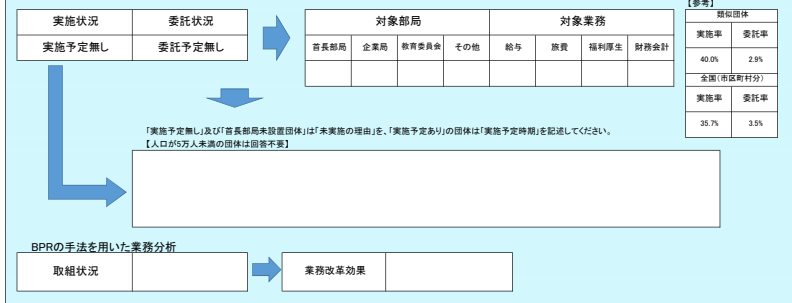 【参考】
実施状況 委託状況
実施予定無し 委託予定無し
対象部局 対象業務
首長部局 企業局 教育委員会 その他 給与 旅費 福利厚生 財務会計
類似団体
実施率 委託率
40.0% 2.9%
全国(市区町村分)
実施率 委託率
35.7% 3.5%
「実施予定無し」及び「首長部局未設置団体」は「未実施の理由」を、「実施予定あり」の団体は「実施予定時期」を記述してください。
【人口が5万人未満の団体は回答不要】
BPRの手法を用いた業務分析
取組状況 業務改革効果